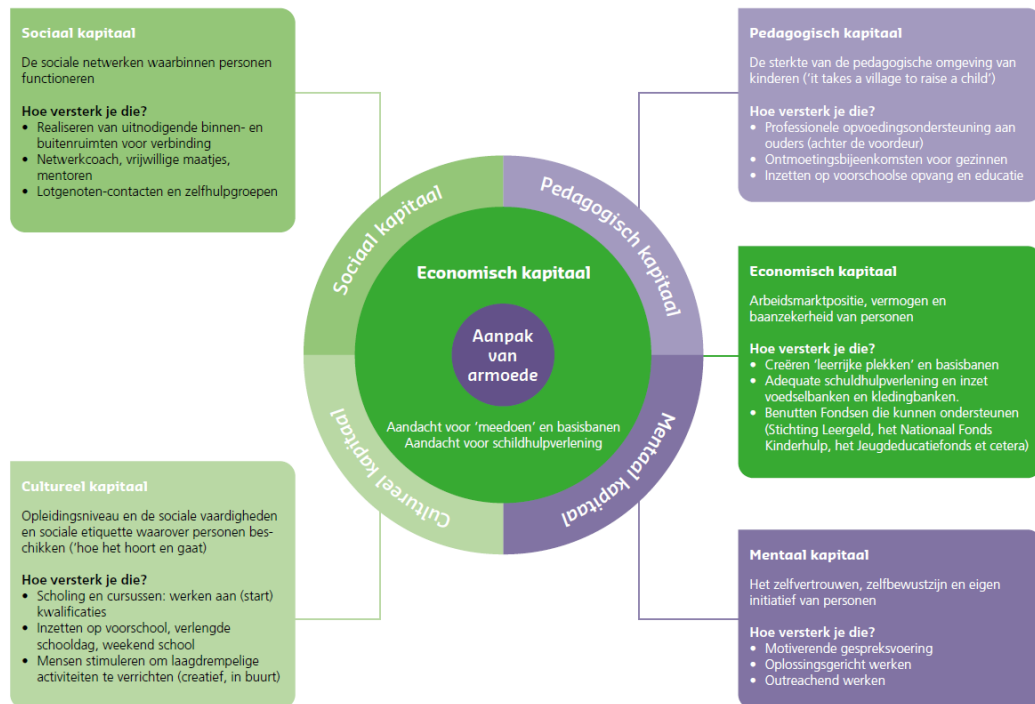 Sociaal kapitaal
De sociale netwerken waarbinnen personen
functioneren
Hoe versterk je die?
• Realiseren van uitnodigende binnen- en
buitenruimten voor verbinding
• Netwerkcoach, vrijwillige maatjes,
mentoren
• Lotgenoten-contacten en zelfhulpgroepen
Pedagogisch kapitaal
De sterkte van de pedagogische omgeving van
kinderen (‘it takes a village to raise a child’)
Hoe versterk je die?
• Professionele opvoedingsondersteuning aan
ouders (achter de voordeur)
• Ontmoetingsbijeenkomsten voor gezinnen
• Inzetten op voorschoolse opvang en educatie
Sociaal kapitaal
Pedagogisch kapitaal
Economisch kapitaal
Aanpak
van
armoede
Aandacht voor ‘meedoen’ en basisbanen
Aandacht voor schildhulpverlening
Cultureel kapitaal
Mentaal kapitaal
Economisch kapitaal
Arbeidsmarktpositie, vermogen en
baanzekerheid van personen
Hoe versterk je die?
• Creëren ‘leerrijke plekken’ en basisbanen
• Adequate schuldhulpverlening en inzet
voedselbanken en kledingbanken.
• Benutten Fondsen die kunnen ondersteunen
(Stichting Leergeld, het Nationaal Fonds
Kinderhulp, het Jeugdeducatiefonds et cetera)
Cultureel kapitaal
Opleidingsniveau en de sociale vaardigheden
en sociale etiquette waarover personen bes-
chikken (‘hoe het hoort en gaat)
Hoe versterk je die?
• Scholing en cursussen: werken aan (start)
kwalificaties
• Inzetten op voorschool, verlengde
schooldag, weekend school
• Mensen stimuleren om laagdrempelige
activiteiten te verrichten (creatief, in buurt)
Mentaal kapitaal
Het zelfvertrouwen, zelfbewustzijn en eigen
initiatief van personen
Hoe versterk je die?
• Motiverende gespreksvoering
• Oplossingsgericht werken
• Outreachend werken